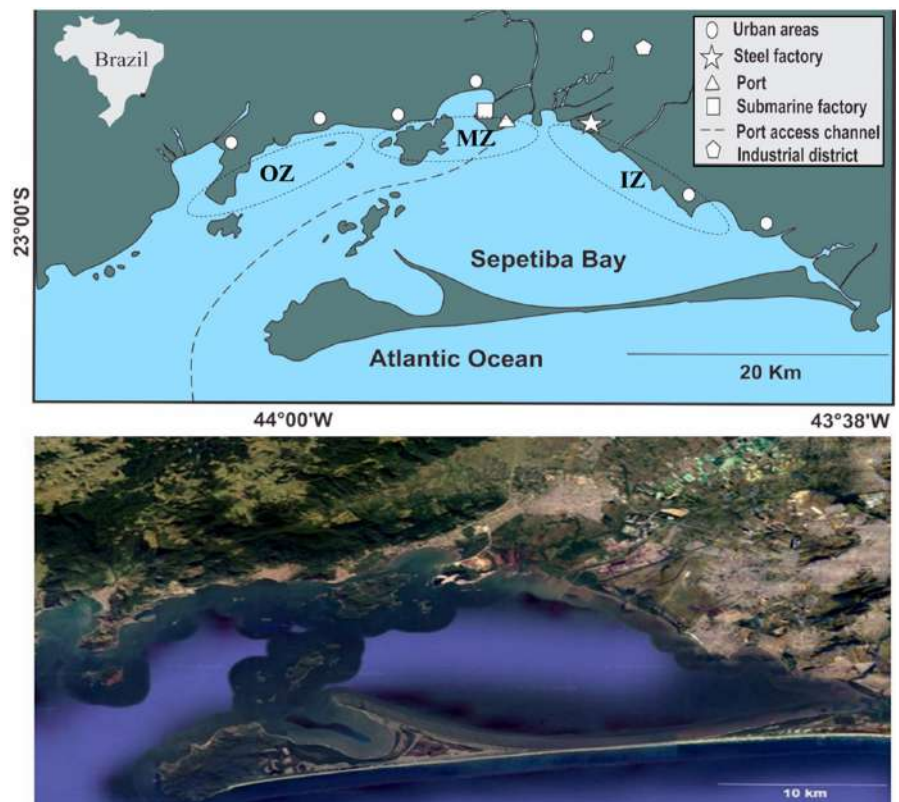 Brazil
Urban areas
Steel factory
Port
Submarine factory
Port access channel
Industrial district
OZ
MZ
IZ
23°00'S
Sepetiba Bay
Atlantic Ocean
20 Km
44°00'W
43°38'W
10 km